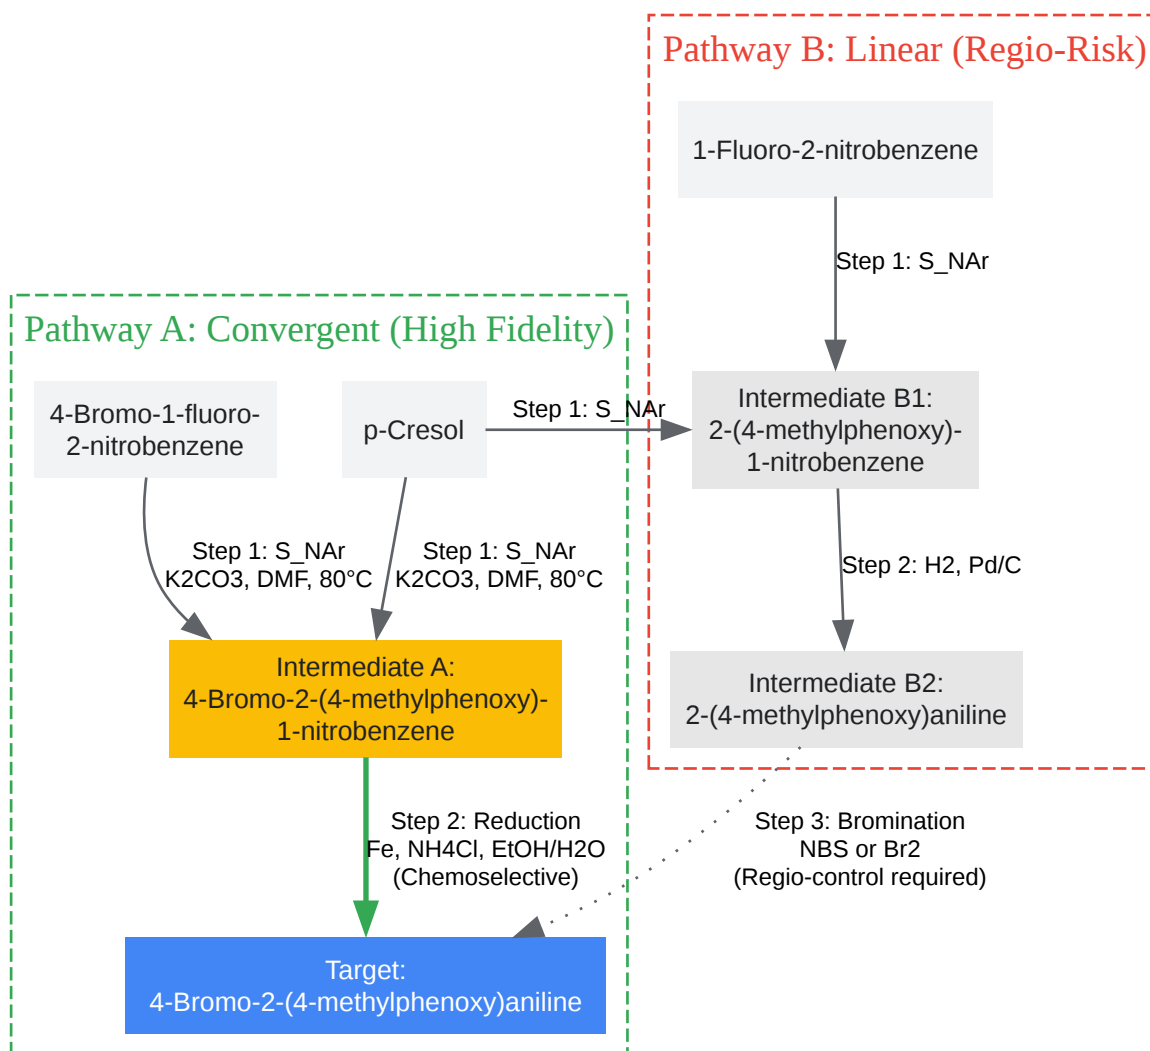 Pathway B: Linear (Regio-Risk)
1-Fluoro-2-nitrobenzene
Step 1: S_NAr
Pathway A: Convergent (High Fidelity)
4-Bromo-1-fluoro-
2-nitrobenzene
p-Cresol
Step 1: S_NAr
Intermediate B1:
2-(4-methylphenoxy)-
1-nitrobenzene
Step 1: S_NAr
K2CO3, DMF, 80°C
Step 1: S_NAr
K2CO3, DMF, 80°C
Step 2: H2, Pd/C
Intermediate A:
4-Bromo-2-(4-methylphenoxy)-
1-nitrobenzene
Intermediate B2:
2-(4-methylphenoxy)aniline
Step 2: Reduction
Fe, NH4Cl, EtOH/H2O
(Chemoselective)
Step 3: Bromination
NBS or Br2
(Regio-control required)
Target:
4-Bromo-2-(4-methylphenoxy)aniline